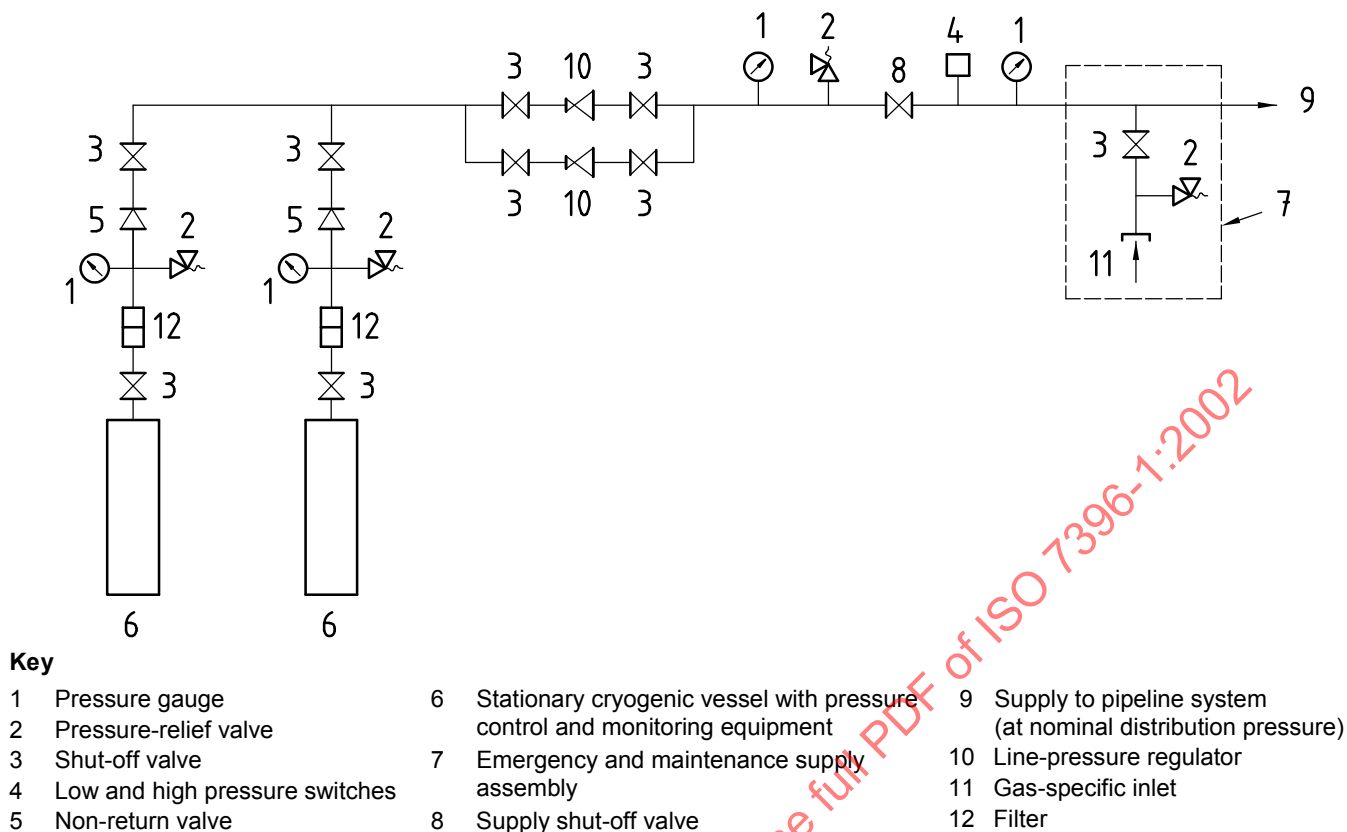 1 2 4 1
3 10 3 8 9
3 3 3 2
3 10 3 7
5 2 5 2
11
1 1
12 12
3 3
6 6
Key
1 Pressure gauge
2 Pressure-relief valve
3 Shut-off valve
4 Low and high pressure switches
5 Non-return valve
6 Stationary cryogenic vessel with pressure
control and monitoring equipment
7 Emergency and maintenance supply
assembly
8 Supply shut-off valve
9 Supply to pipeline system
(at nominal distribution pressure)
10 Line-pressure regulator
11 Gas-specific inlet
12 Filter
full PDF of ISO 7396-1:2002